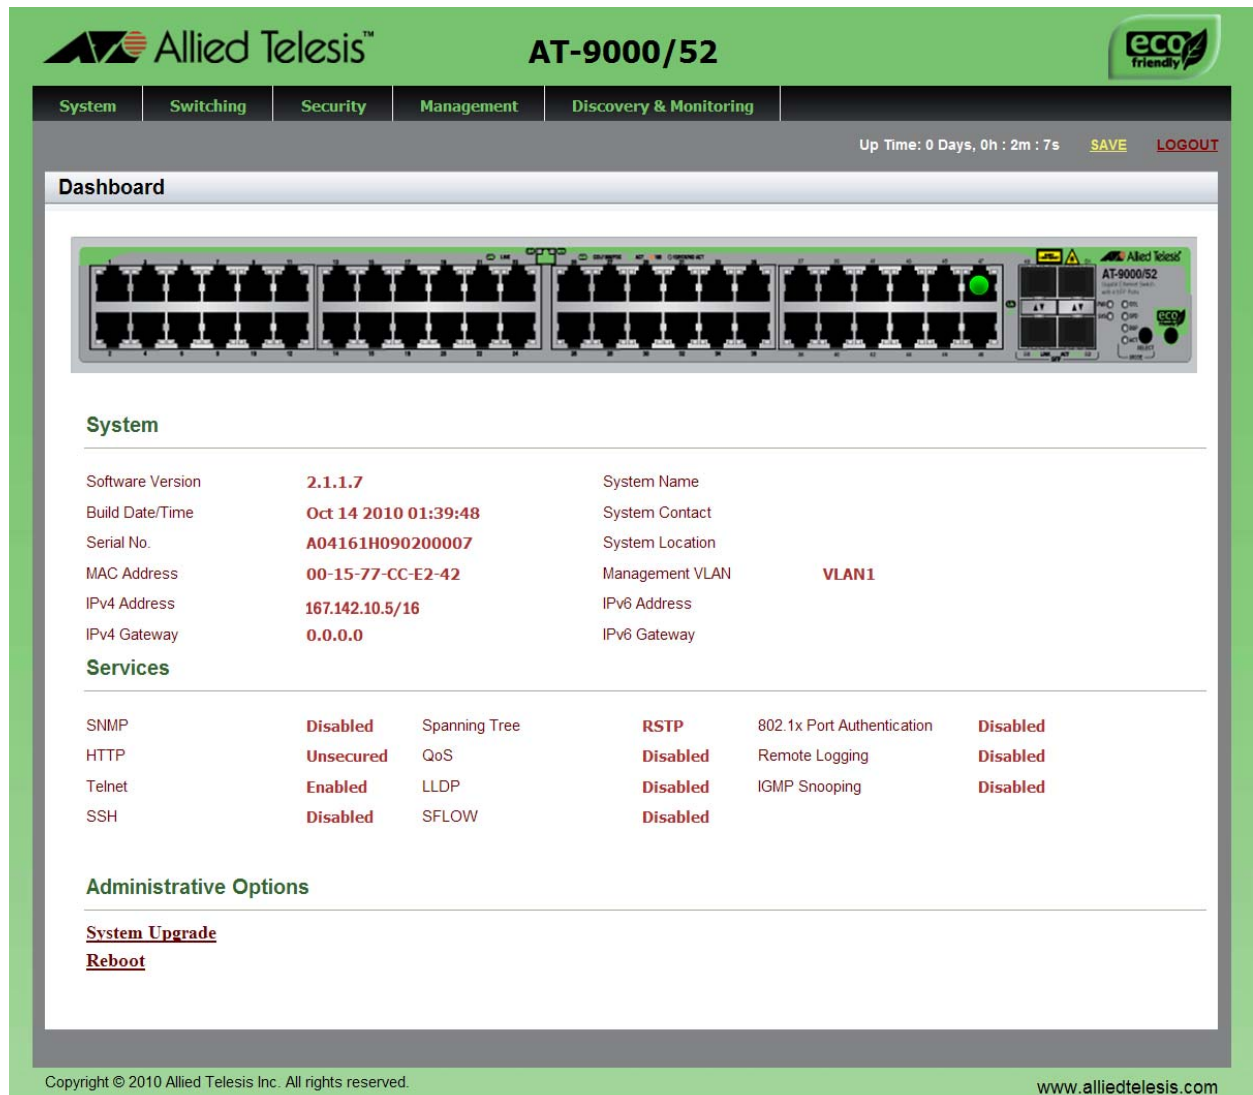 Allied Telesis™ AT-9000/52 eco friendly
System Switching Security Management Discovery & Monitoring
Up Time: 0 Days, 0h : 2m : 7s SAVE LOGOUT
Dashboard
Allied Telesis
AT-9000/52
eco
System
Software Version 2.1.1.7 System Name
Build Date/Time Oct 14 2010 01:39:48 System Contact
Serial No. A04161H090200007 System Location
MAC Address 00-15-77-CC-E2-42 Management VLAN VLAN1
IPv4 Address 167.142.10.5/16 IPv6 Address
IPv4 Gateway 0.0.0.0 IPv6 Gateway
Services
SNMP Disabled Spanning Tree RSTP 802.1x Port Authentication Disabled
HTTP Unsecured QoS Disabled Remote Logging Disabled
Telnet Enabled LLDP Disabled IGMP Snooping Disabled
SSH Disabled SFLOW Disabled
Administrative Options
System Upgrade
Reboot
Copyright © 2010 Allied Telesis Inc. All rights reserved. www.alliedtelesis.com